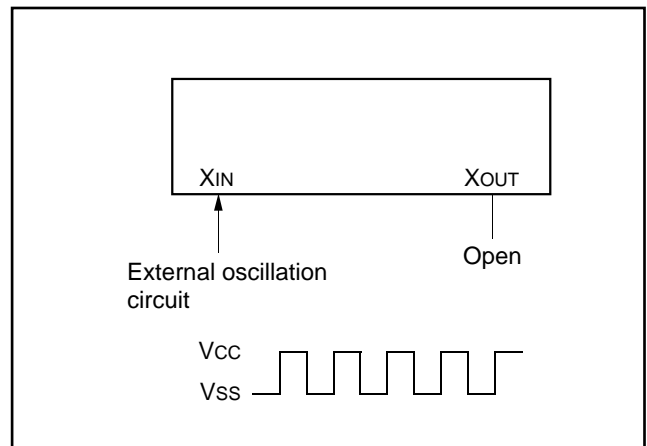 XIN XOUT
External oscillation
circuit
Open
VCC
VSS